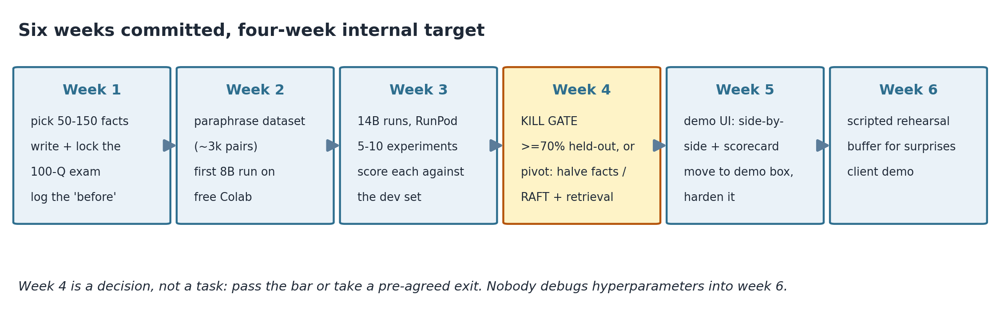 Six weeks committed, four-week internal target
Week 1
pick 50-150 facts
write + lock the
100-Q exam
log the 'before'
Week 2
paraphrase dataset
(~3k pairs)
first 8B run on
free Colab
Week 3
14B runs, RunPod
5-10 experiments
score each against
the dev set
Week 4
KILL GATE
>=70% held-out, or
pivot: halve facts /
RAFT + retrieval
Week 5
demo UI: side-by-
side + scorecard
move to demo box,
harden it
Week 6
scripted rehearsal
buffer for surprises
client demo
Week 4 is a decision, not a task: pass the bar or take a pre-agreed exit. Nobody debugs hyperparameters into week 6.